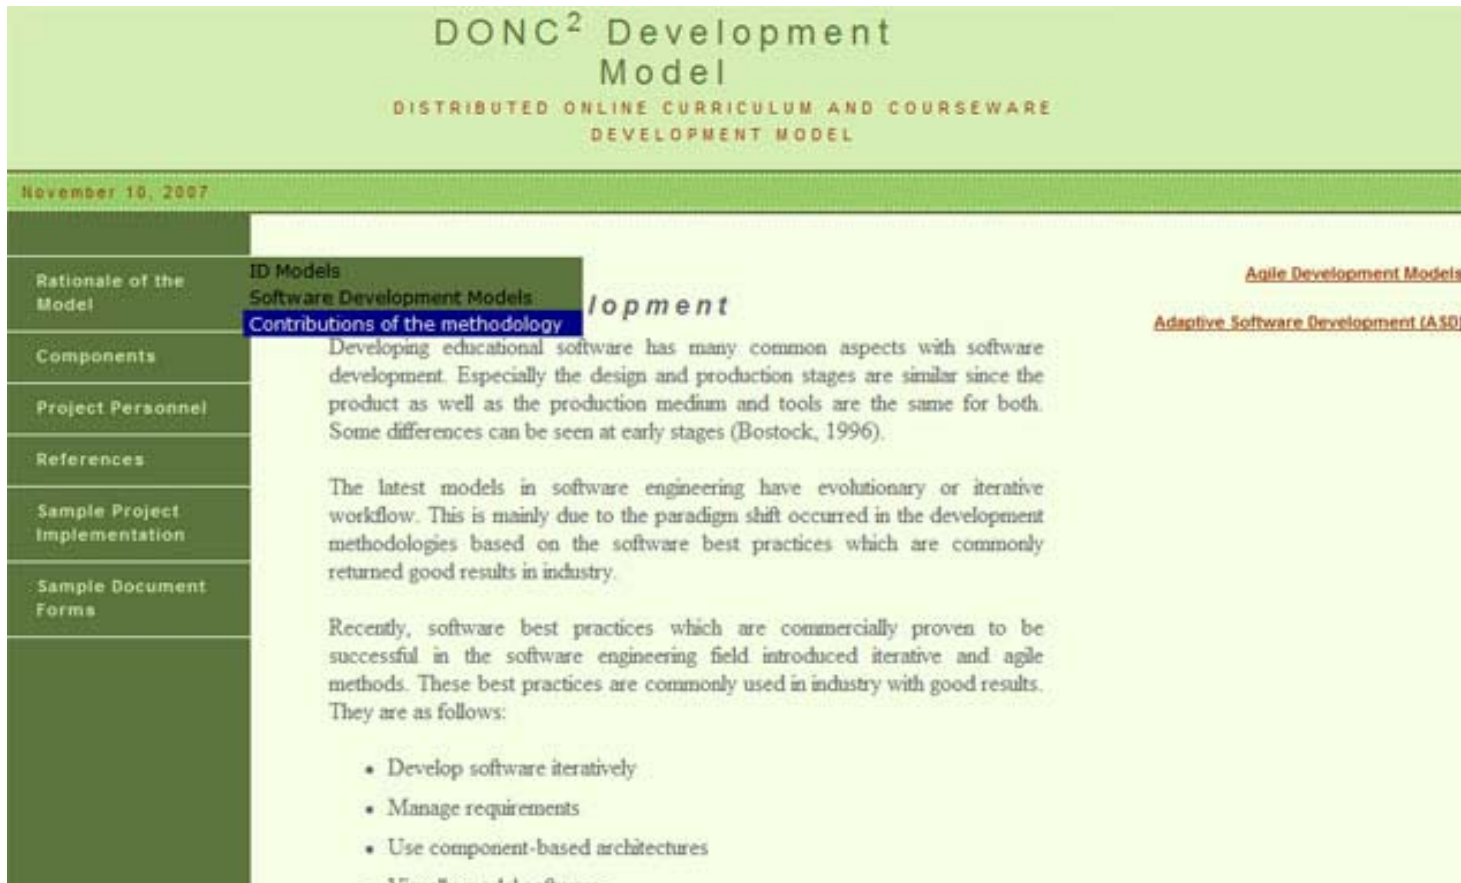 DONC² Development
Model
DISTRIBUTED ONLINE CURRICULUM AND COURSEWARE
DEVELOPMENT MODEL
November 10, 2007
Rationale of the
Model
Components
Project Personnel
References
Sample Project
Implementation
Sample Document
Forms
ID Models
Software Development Models
Contributions of the methodology
lopment
Developing educational software has many common aspects with software
development. Especially the design and production stages are similar since the
product as well as the production medium and tools are the same for both.
Some differences can be seen at early stages (Bostock, 1996).
The latest models in software engineering have evolutionary or iterative
workflow. This is mainly due to the paradigm shift occurred in the development
methodologies based on the software best practices which are commonly
returned good results in industry.
Recently, software best practices which are commercially proven to be
successful in the software engineering field introduced iterative and agile
methods. These best practices are commonly used in industry with good results.
They are as follows:
• Develop software iteratively
• Manage requirements
• Use component-based architectures
Agile Development Models
Adaptive Software Development (ASD)